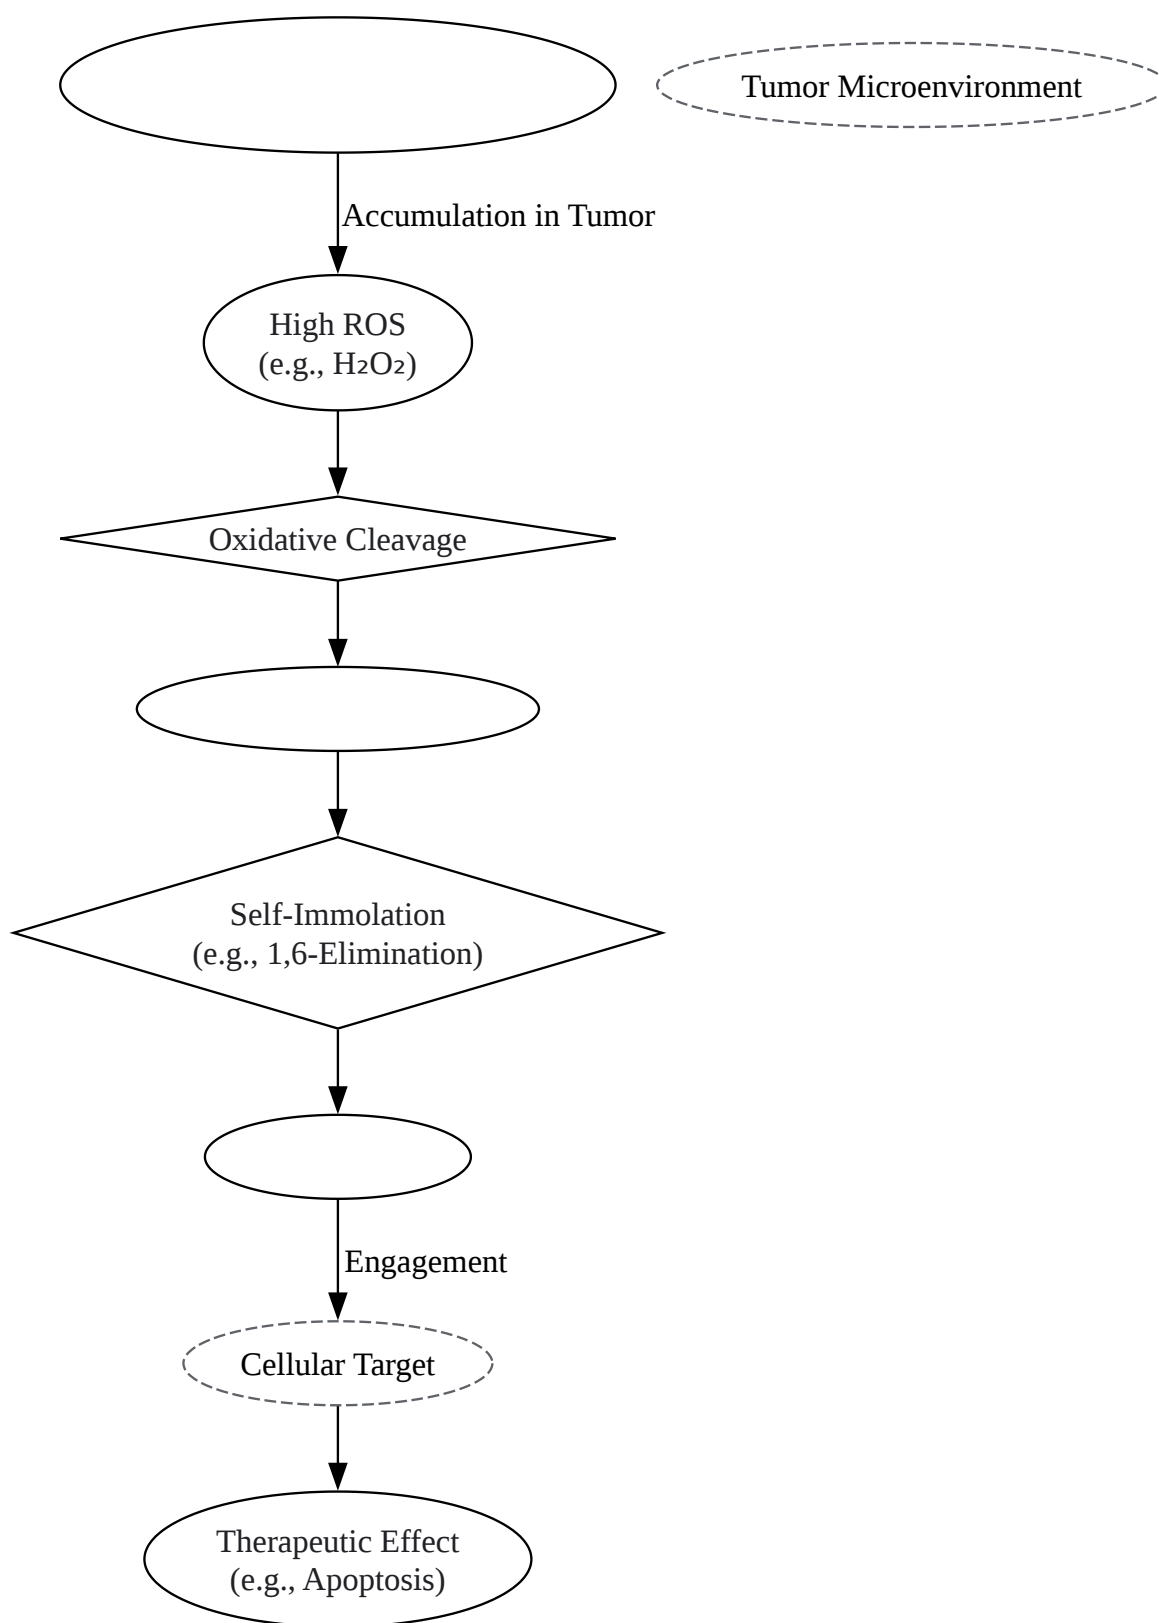 Tumor Microenvironment
Accumulation in Tumor
High ROS
(e.g., H₂O₂)
Oxidative Cleavage
Self-Immolation
(e.g., 1,6-Elimination)
Engagement
Cellular Target
Therapeutic Effect
(e.g., Apoptosis)